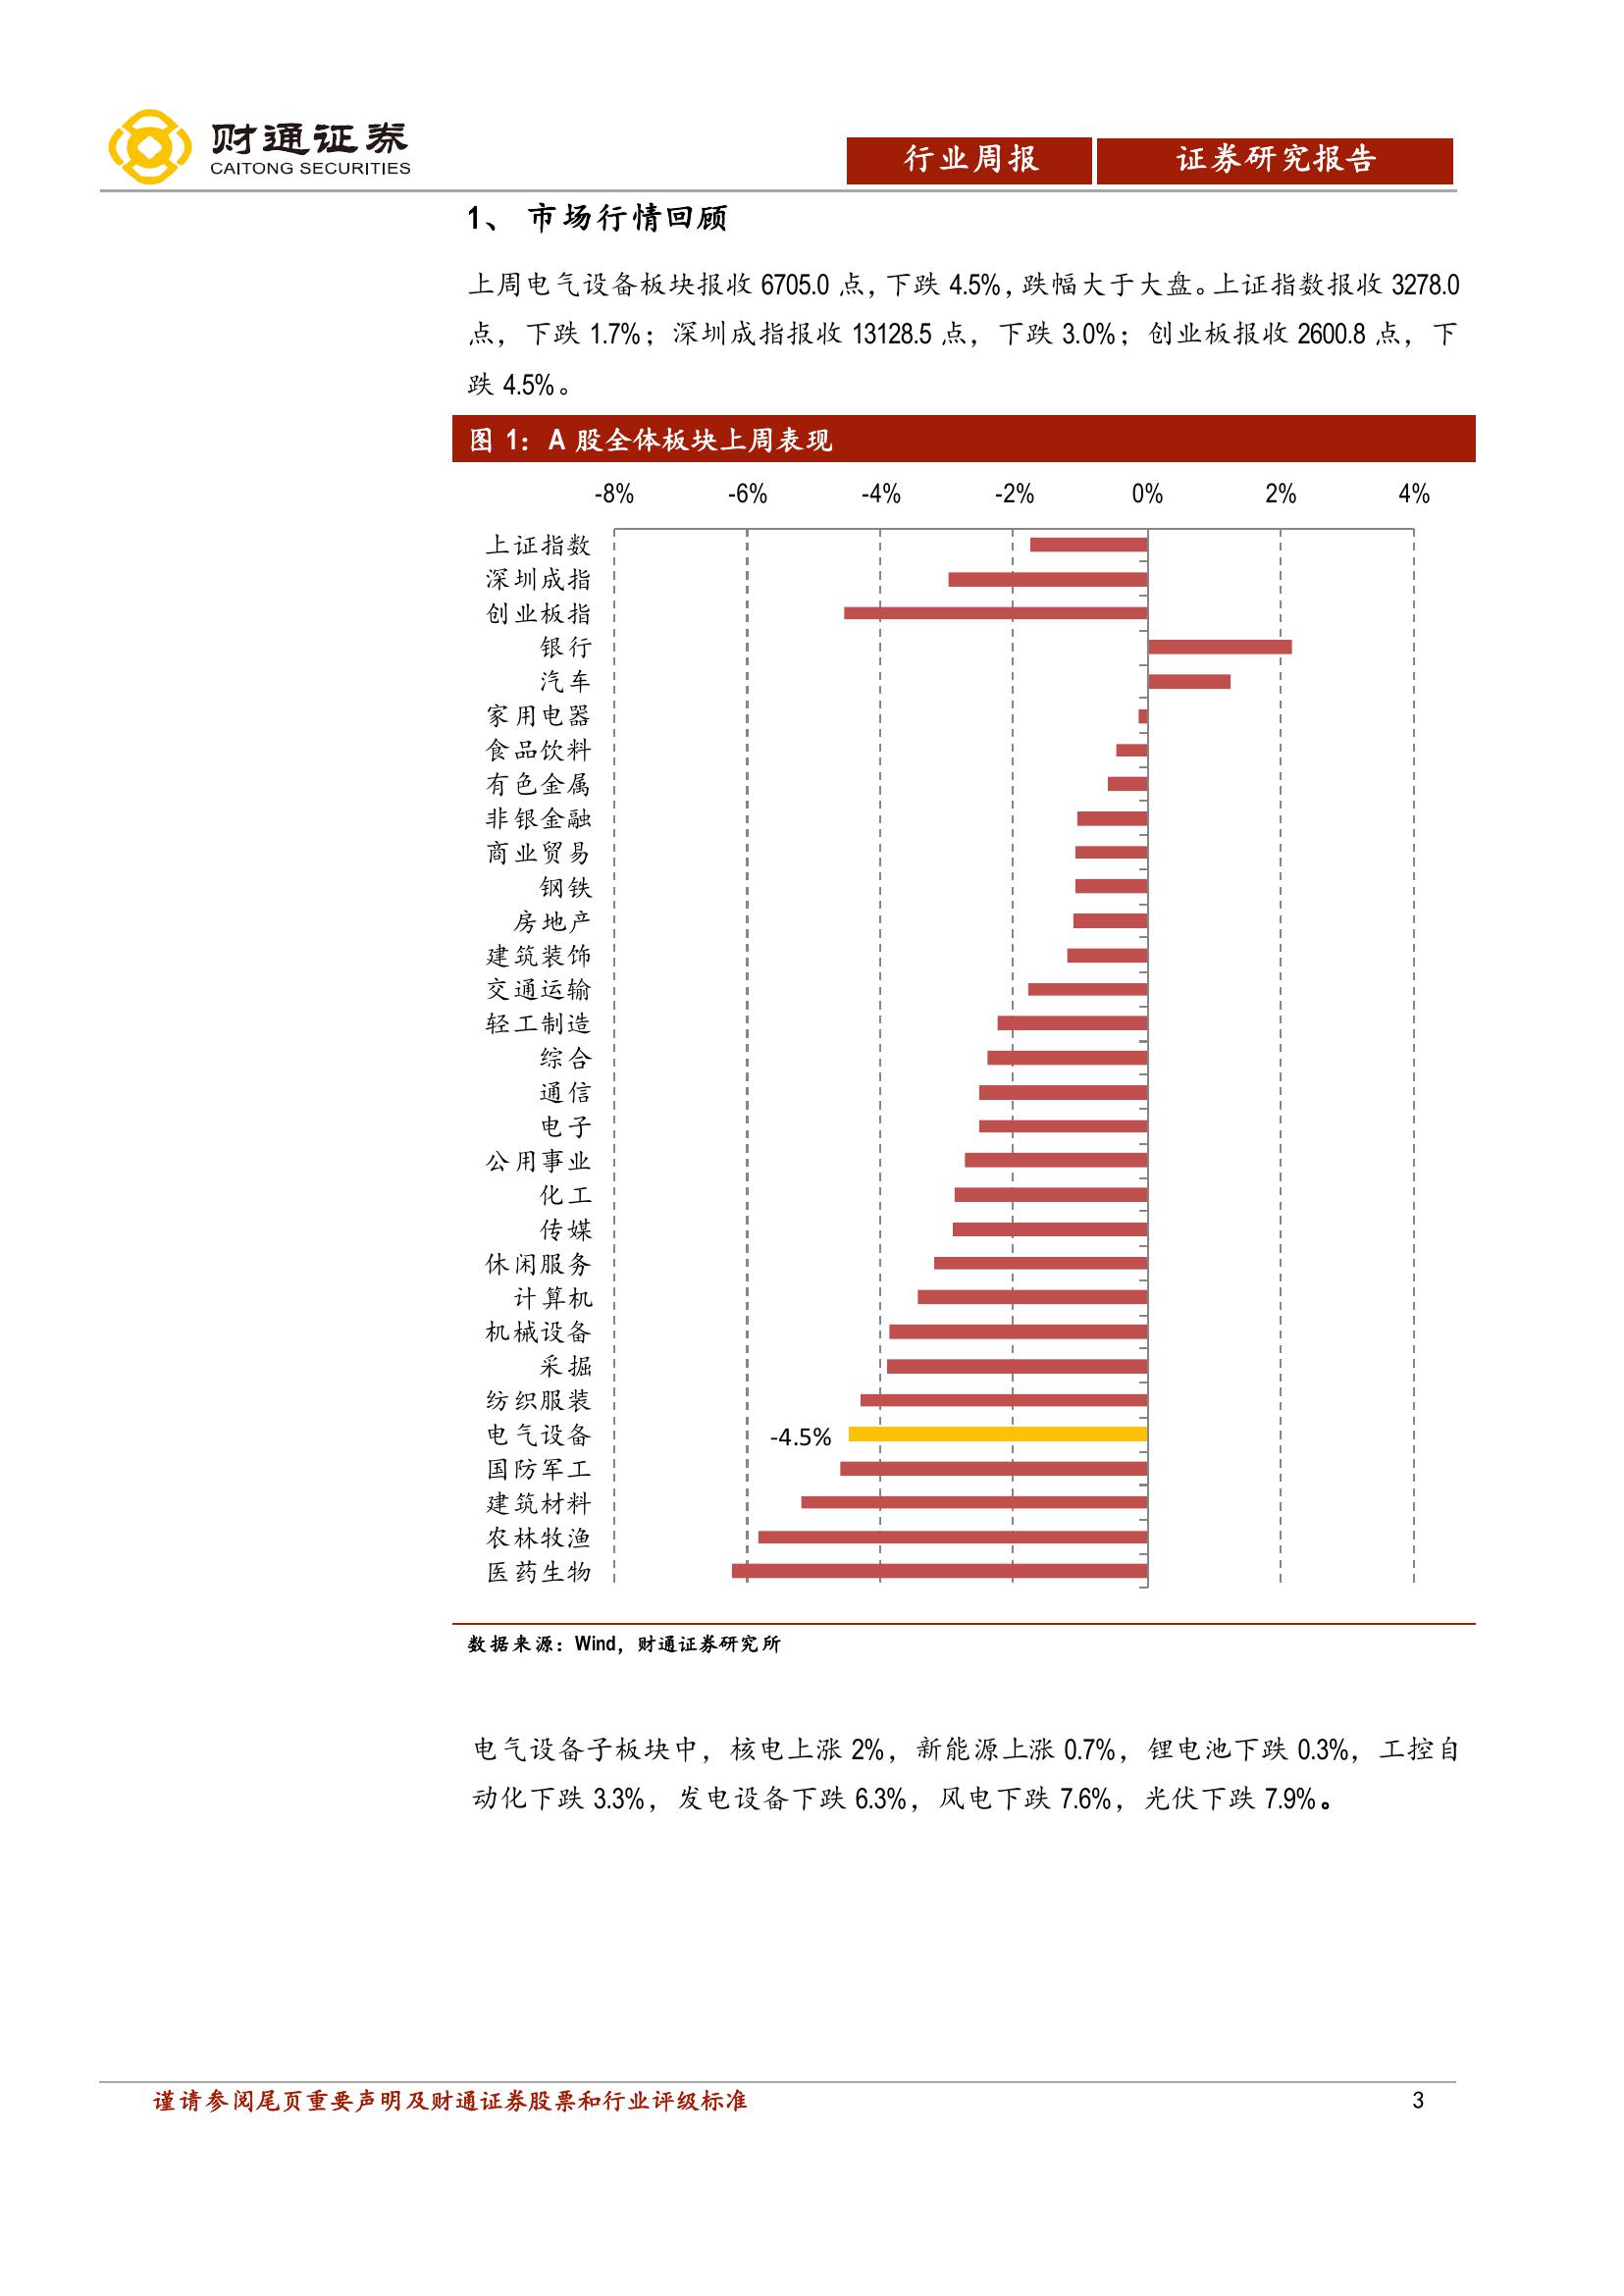 财通证券
CAITONG SECURITIES
行业周报
证券研究报告
1、 市场行情回顾
上周电气设备板块报收 6705.0 点，下跌 4.5%，跌幅大于大盘。上证指数报收 3278.0
点，下跌 1.7%；深圳成指报收 13128.5 点，下跌 3.0%；创业板报收 2600.8 点，下
跌 4.5%。
图 1：A 股全体板块上周表现
-8% -6% -4% -2% 0% 2% 4%
上证指数
深圳成指
创业板指
银行
汽车
家用电器
食品饮料
有色金属
非银金融
商业贸易
钢铁
房地产
建筑装饰
交通运输
轻工制造
综合
通信
电子
公用事业
化工
传媒
休闲服务
计算机
机械设备
采掘
纺织服装
电气设备 -4.5%
国防军工
建筑材料
农林牧渔
医药生物
数据来源：Wind，财通证券研究所
电气设备子板块中，核电上涨 2%，新能源上涨 0.7%，锂电池下跌 0.3%，工控自
动化下跌 3.3%，发电设备下跌 6.3%，风电下跌 7.6%，光伏下跌 7.9%。
谨请参阅尾页重要声明及财通证券股票和行业评级标准
3